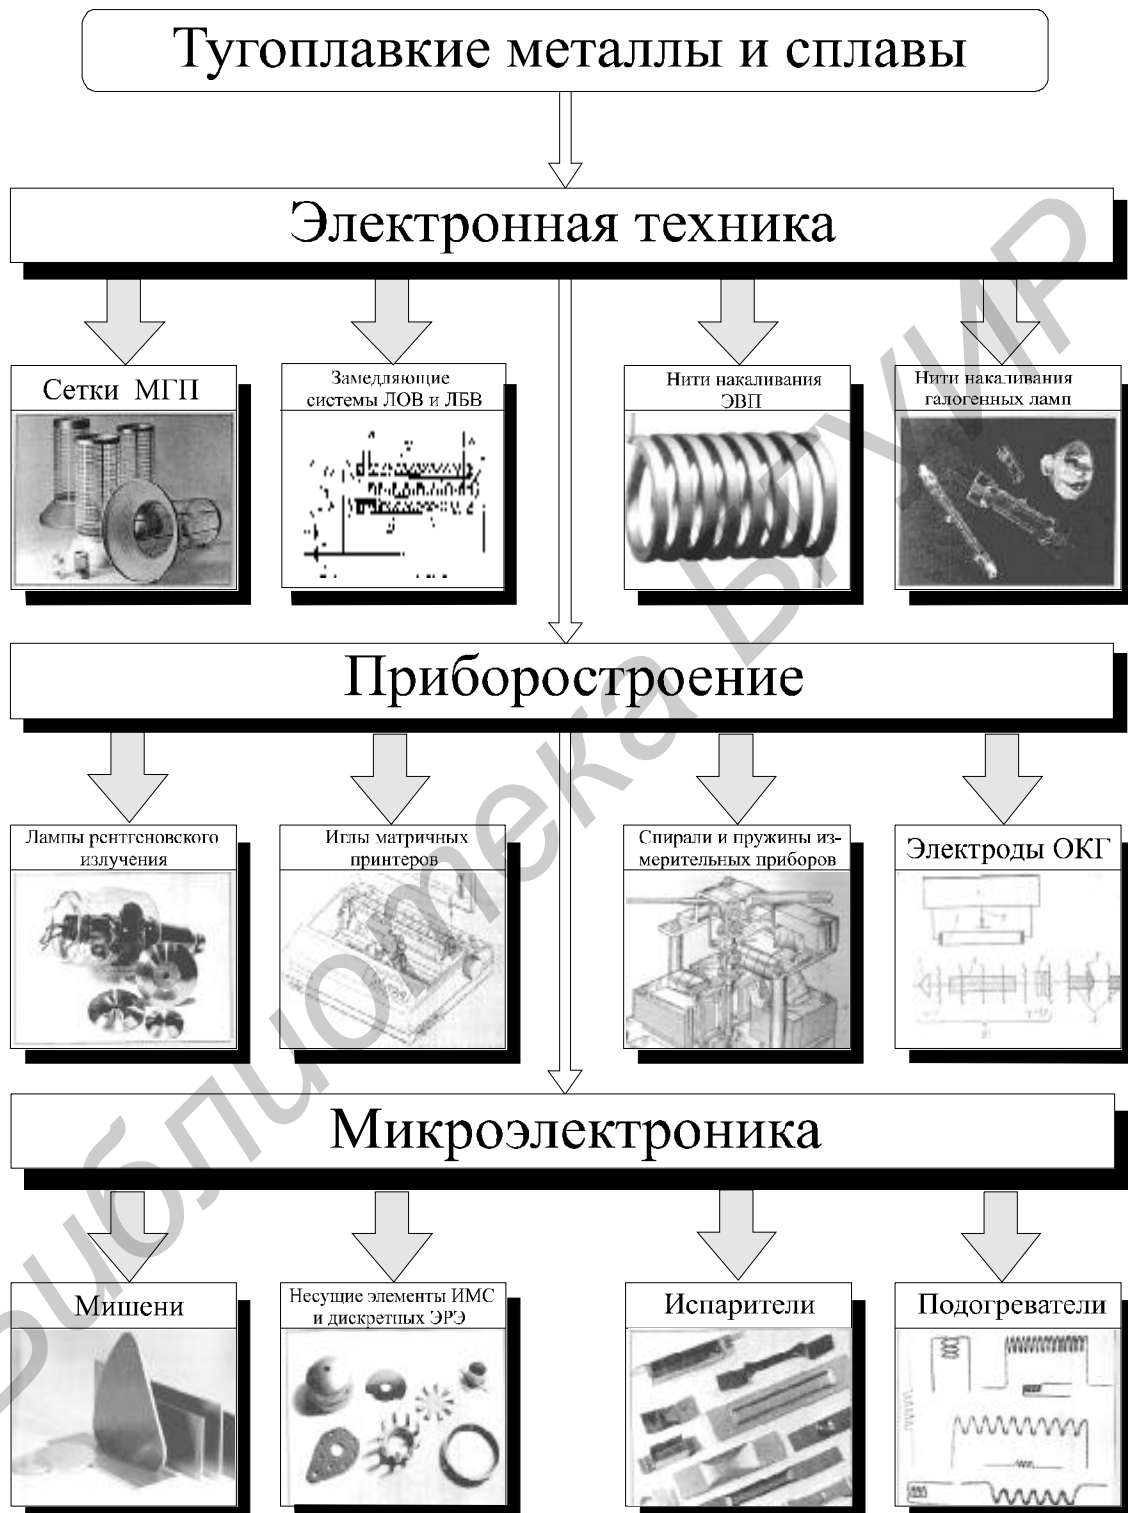 Тугоплавкие металлы и сплавы
Электронная техника
Сетки МГП
Замедляющие
системы ЛОВ и ЛБВ
Нити накаливания
ЭВП
Нити накаливания
галогенных ламп
Приборостроение
Лампы рентгеновского
излучения
Иглы матричных
принтеров
Спирали и пружины из-
мерительных приборов
Электроды ОКГ
Микроэлектроника
Мишени
Несущие элементы ИМС
и дискретных ЭРЭ
Испарители
Подогреватели
Библиотека БГУИР